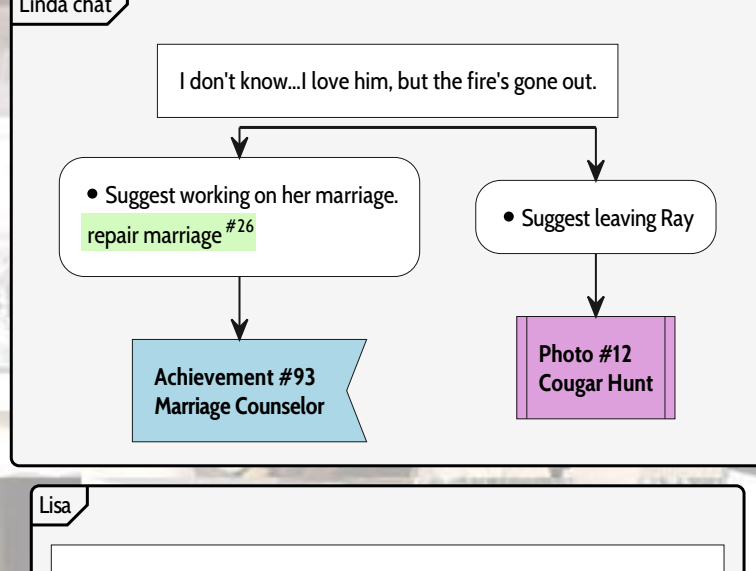 Linda chat
I don't know...I love him, but the fire's gone out.
• Suggest working on her marriage.
repair marriage #26
• Suggest leaving Ray
Achievement #93
Marriage Counselor
Photo #12
Cougar Hunt
Lisa